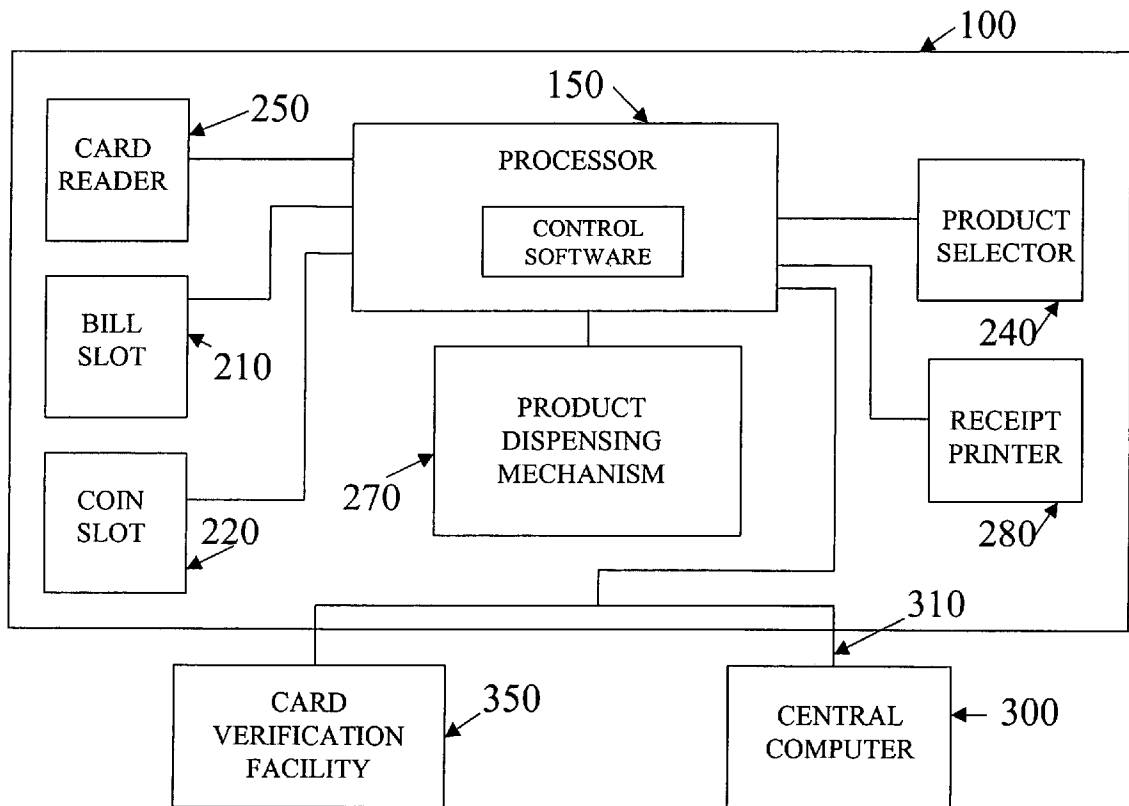 100
250
150
CARD
READER
PROCESSOR
CONTROL
SOFTWARE
PRODUCT
SELECTOR
240
BILL
SLOT
210
PRODUCT
DISPENSING
MECHANISM
270
RECEIPT
PRINTER
280
COIN
SLOT
220
310
CARD
VERIFICATION
FACILITY
350
CENTRAL
COMPUTER
300